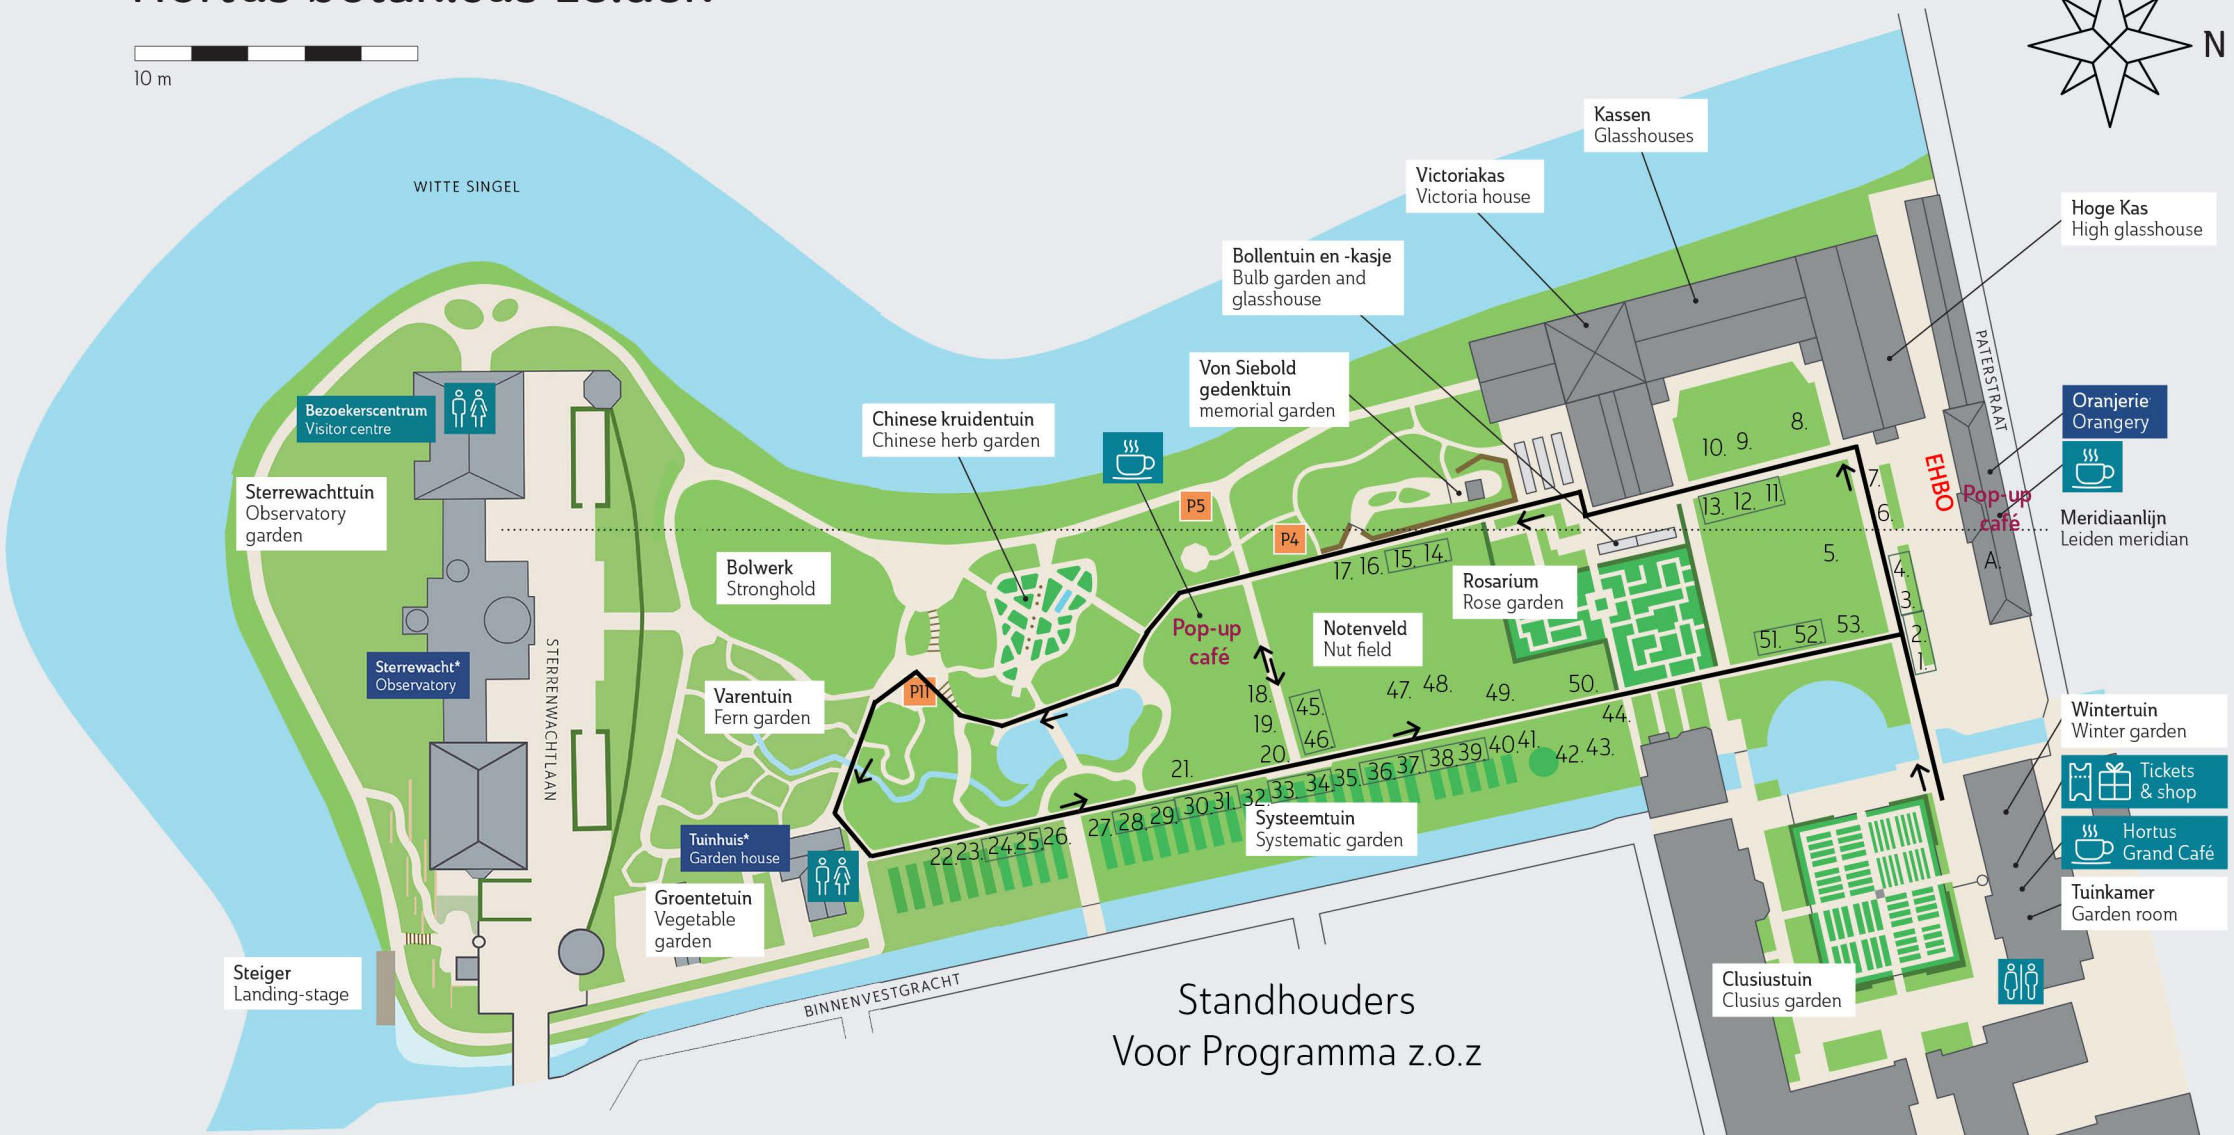 Hortus botanicus Leiden
10 m
N
WITTE SINGEL
Kassen
Glasshouses
Victoriakas
Victoria house
Hoge Kas
High glasshouse
Bollentuin en -kasje
Bulb garden and
glasshouse
Von Siebold
gedenktuin
memorial garden
PATERSTRAAT
Oranjerie
Orangery
Bezoekerscentrum
Visitor centre
Chinese kruidentuin
Chinese herb garden
Sterrewachttuin
Observatory
garden
P5
P4
EHBO
Pop-up
café
Meridiaanlijn
Leiden meridian
A.
Bolwerk
Stronghold
Rosarium
Rose garden
Notenveld
Nut field
Pop-up
café
Sterrewacht*
Observatory
STERRENWACHTLAAN
P11
Varentuin
Fern garden
8.
10. 9.
13. 12. 11.
7.
6.
5.
4.
3.
2.
1.
17. 16. 15. 14.
51. 52. 53.
18.
19.
20.
21.
45.
46.
47. 48. 49. 50.
44.
22. 23. 24. 25. 26. 27. 28. 29. 30. 31. 32. 33. 34. 35. 36. 37. 38. 39. 40. 41. 42. 43.
Wintertuin
Winter garden
Tickets
& shop
Hortus
Grand Café
Tuinkamer
Garden room
Systeemtuin
Systematic garden
Tuinhuis*
Garden house
Groentetuin
Vegetable
garden
Steiger
Landing-stage
BINNENVESTGRACHT
Clusiustuin
Clusius garden
Standhouders
Voor Programma z.o.z